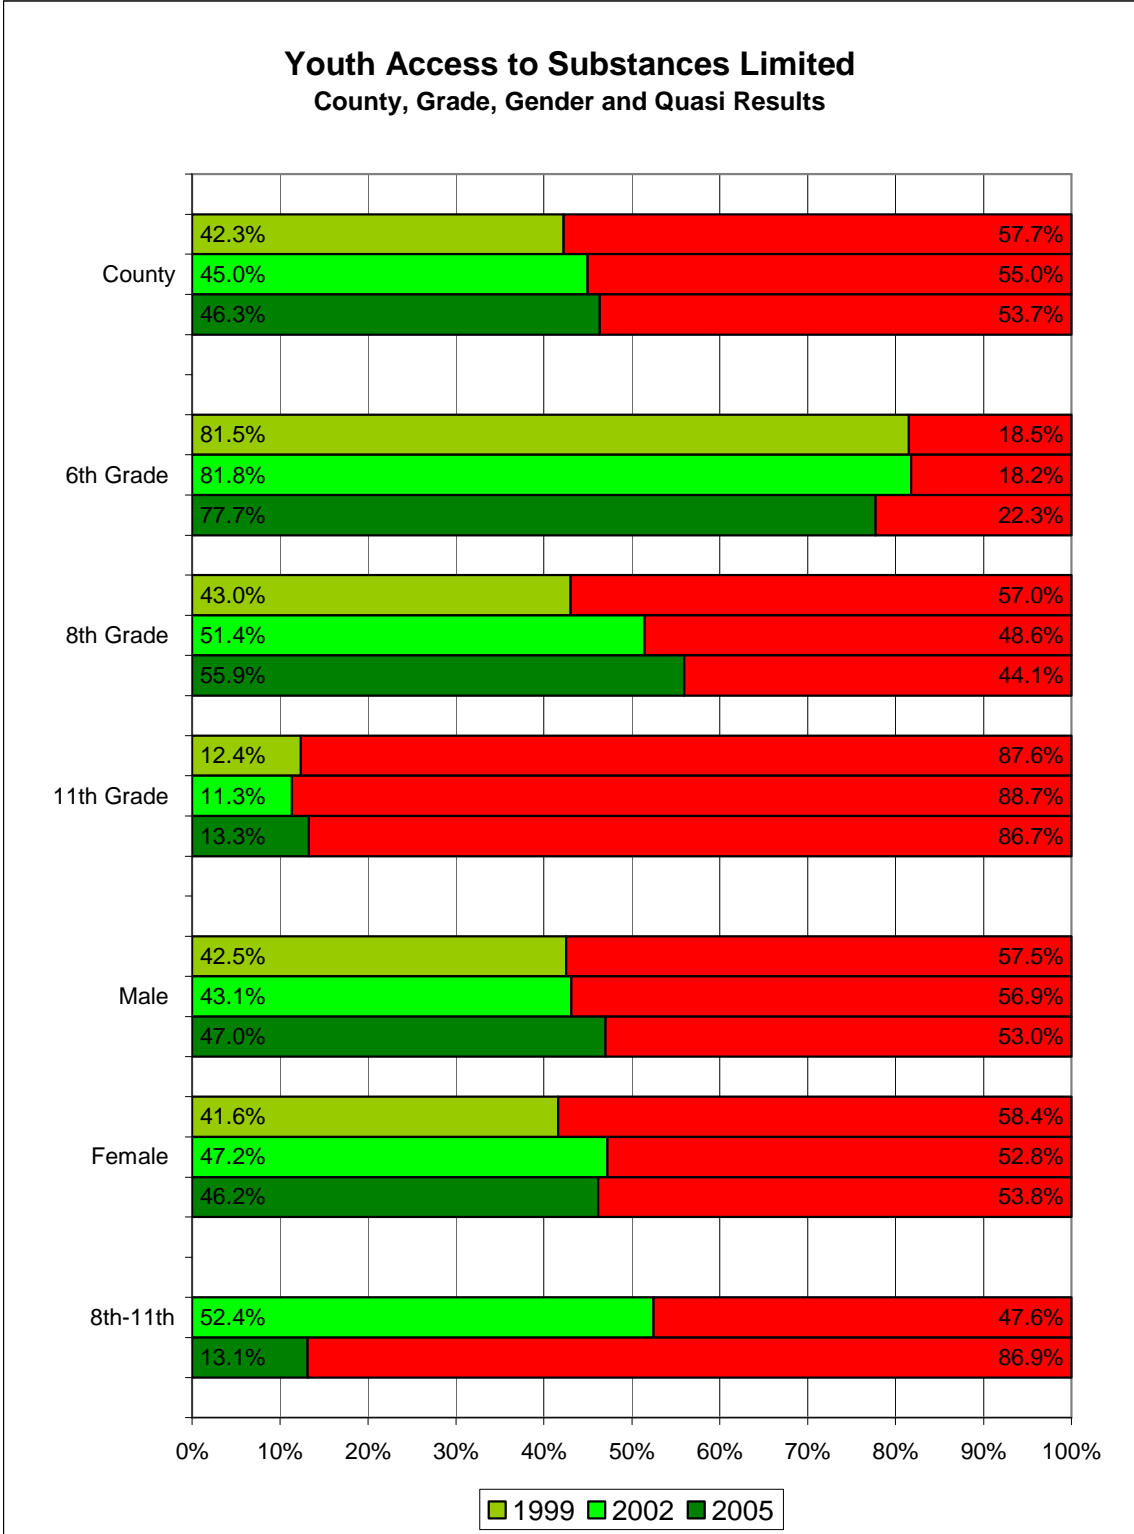 Youth Access to Substances Limited
County, Grade, Gender and Quasi Results
42.3% 57.7%
County 45.0% 55.0%
46.3% 53.7%
81.5% 18.5%
6th Grade 81.8% 18.2%
77.7% 22.3%
43.0% 57.0%
8th Grade 51.4% 48.6%
55.9% 44.1%
12.4% 87.6%
11th Grade 11.3% 88.7%
13.3% 86.7%
42.5% 57.5%
Male 43.1% 56.9%
47.0% 53.0%
41.6% 58.4%
Female 47.2% 52.8%
46.2% 53.8%
8th-11th 52.4% 47.6%
13.1% 86.9%
0% 10% 20% 30% 40% 50% 60% 70% 80% 90% 100%
1999 2002 2005